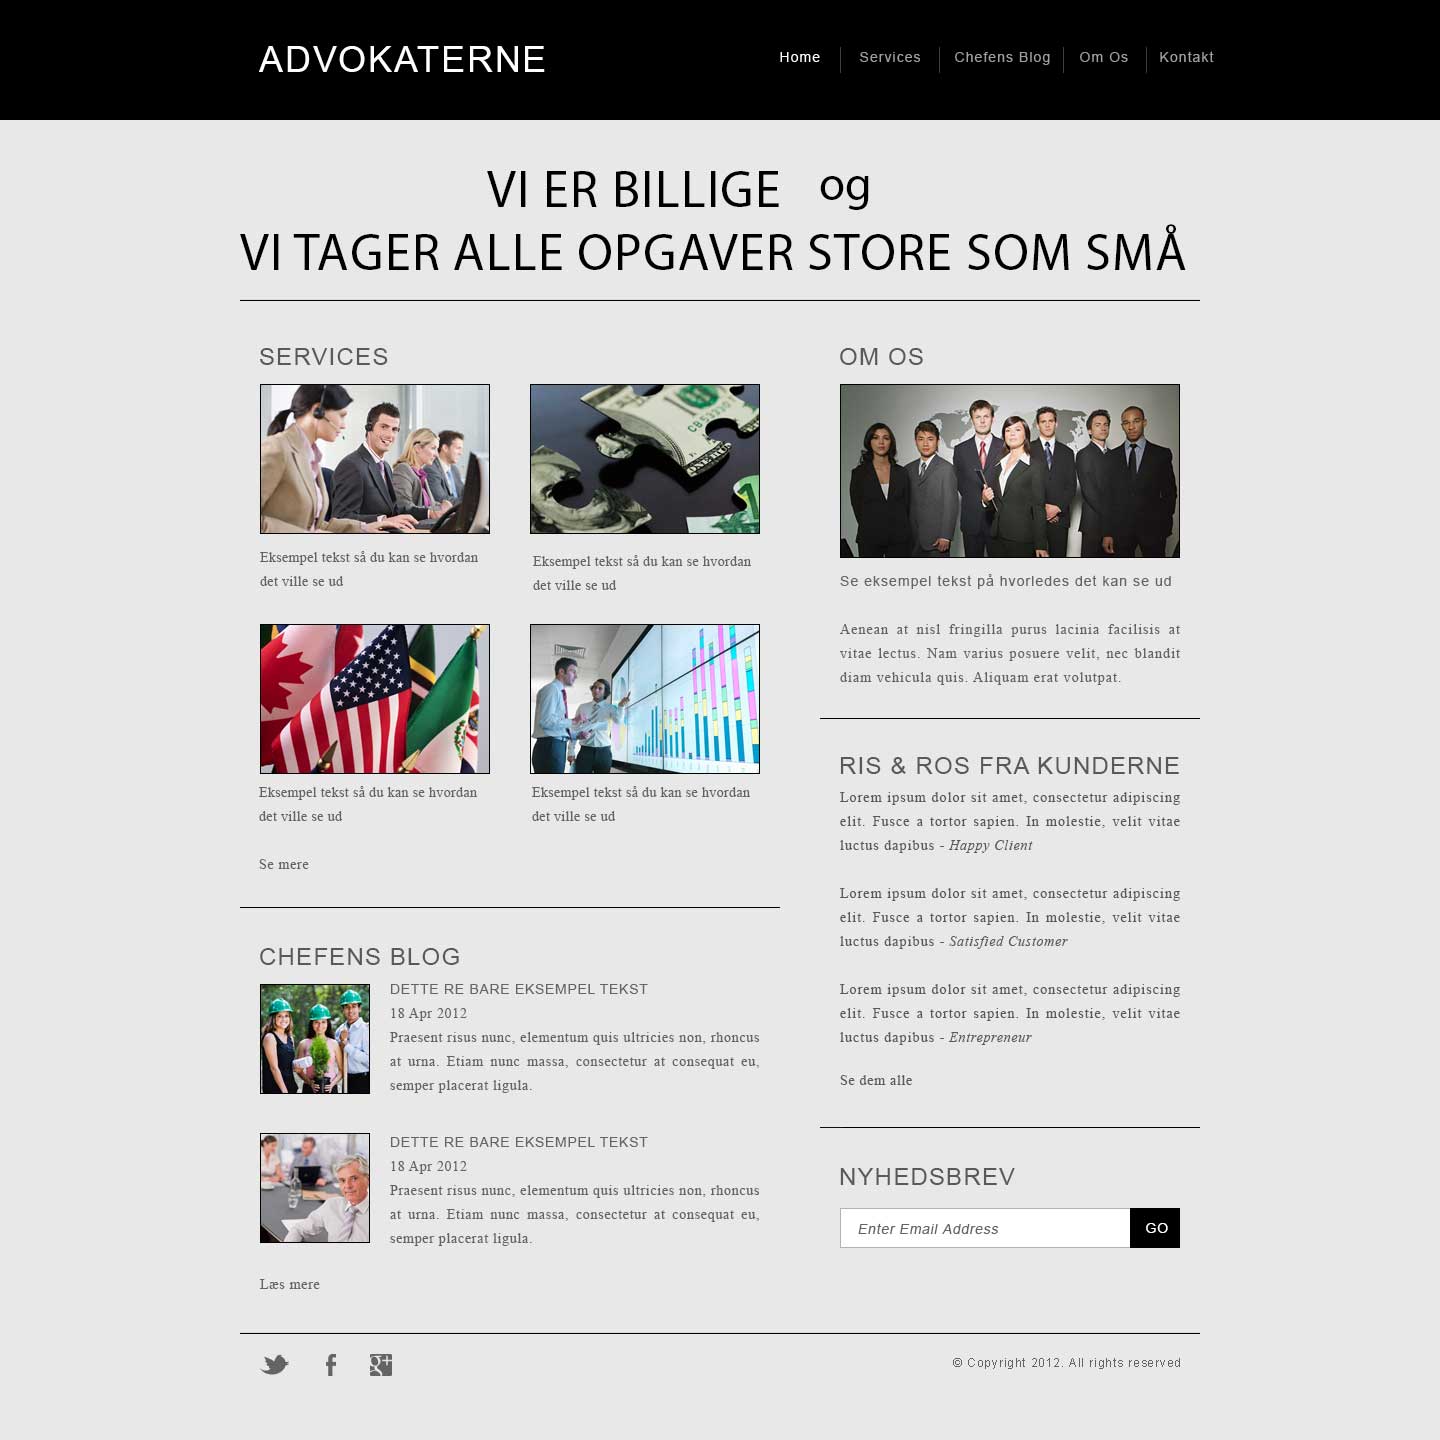 ADVOKATERNE
Home
Services
Chefens Blog
Om Os
Kontakt
VI ER BILLIGE og
VI TAGER ALLE OPGAVER STORE SOM SMÅ
SERVICES
Eksempel tekst så du kan se hvordan
det ville se ud
Eksempel tekst så du kan se hvordan
det ville se ud
Eksempel tekst så du kan se hvordan
det ville se ud
Eksempel tekst så du kan se hvordan
det ville se ud
Se mere
CHEFENS BLOG
DETTE RE BARE EKSEMPEL TEKST
18 Apr 2012
Praesent risus nunc, elementum quis ultricies non, rhoncus
at urna. Etiam nunc massa, consectetur at consequat eu,
semper placerat ligula.
DETTE RE BARE EKSEMPEL TEKST
18 Apr 2012
Praesent risus nunc, elementum quis ultricies non, rhoncus
at urna. Etiam nunc massa, consectetur at consequat eu,
semper placerat ligula.
Læs mere
OM OS
Se eksempel tekst på hvorledes det kan se ud
Aenean at nisl fringilla purus lacinia facilisis at
vitae lectus. Nam varius posuere velit, nec blandit
diam vehicula quis. Aliquam erat volutpat.
RIS & ROS FRA KUNDERNE
Lorem ipsum dolor sit amet, consectetur adipiscing
elit. Fusce a tortor sapien. In molestie, velit vitae
luctus dapibus - Happy Client
Lorem ipsum dolor sit amet, consectetur adipiscing
elit. Fusce a tortor sapien. In molestie, velit vitae
luctus dapibus - Satisfied Customer
Lorem ipsum dolor sit amet, consectetur adipiscing
elit. Fusce a tortor sapien. In molestie, velit vitae
luctus dapibus - Entrepreneur
Se dem alle
NYHEDSBREV
Enter Email Address
GO
© Copyright 2012. All rights reserved